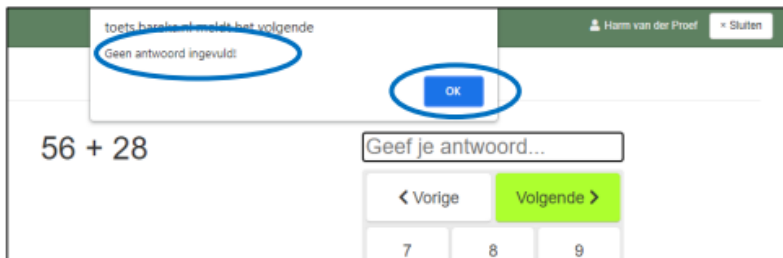 toets.bareka.nl meldt het volgende
Harm van der Proef
× Sluiten
Geen antwoord ingevuld!
OK
56 + 28
Geef je antwoord...
Vorige
Volgende
7 8 9